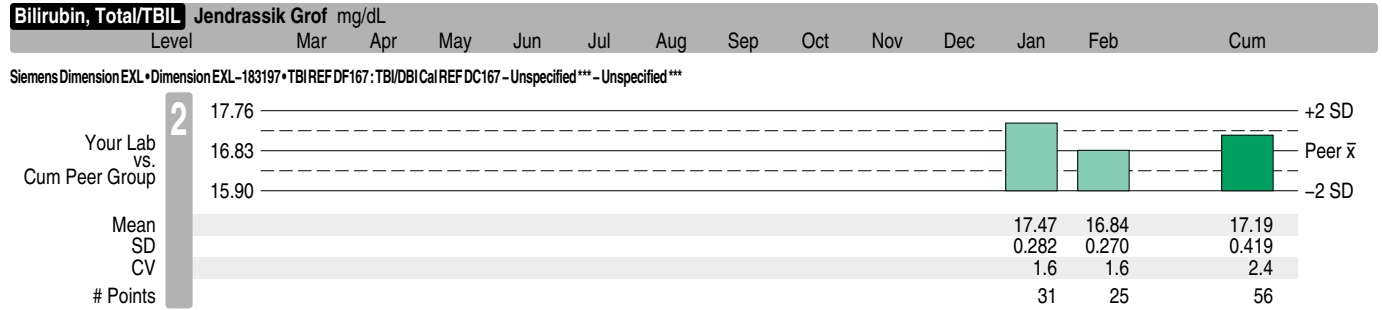 Bilirubin, Total/TBIL Jendrassik Grof mg/dL
Level Mar Apr May Jun Jul Aug Sep Oct Nov Dec Jan Feb Cum
Siemens Dimension EXL • Dimension EXL–183197 • TBI REF DF167 : TBI/DBI Cal REF DC167 – Unspecified *** – Unspecified ***
2 17.76 +2 SD
Your Lab
vs. 16.83 Peer x̅
Cum Peer Group
15.90 –2 SD
Mean 17.47 16.84 17.19
SD 0.282 0.270 0.419
CV 1.6 1.6 2.4
# Points 31 25 56